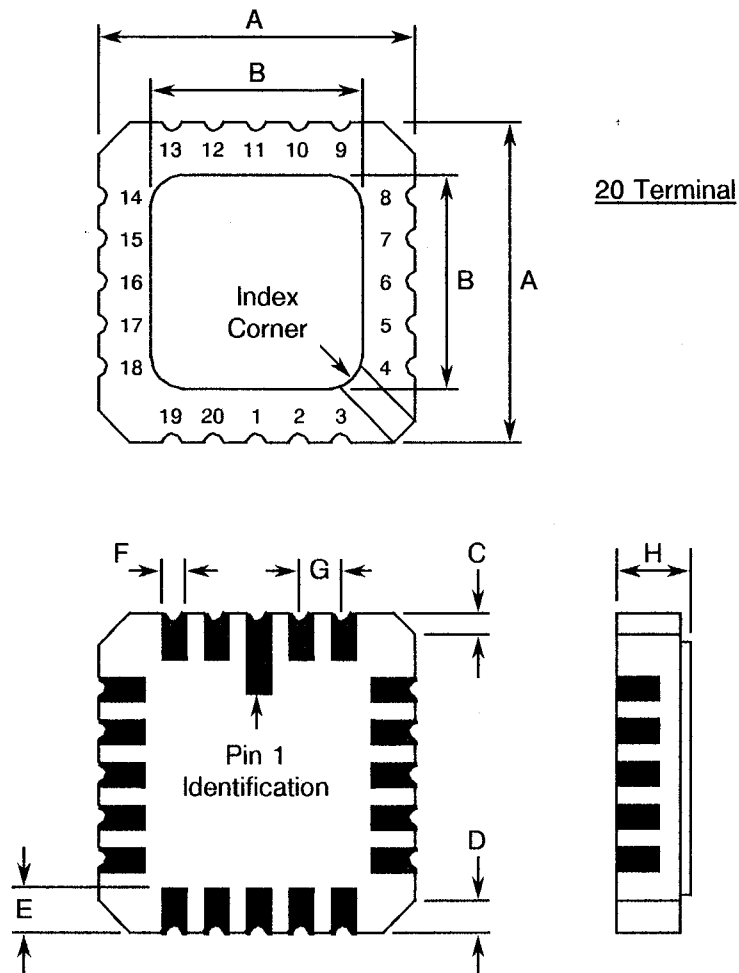 A
B
13 12 11 10 9
20 Terminal
14 8
15 7
16 6
17 5
18 4
B
A
Index
Corner
19 20 1 2 3
F
G
C
H
Pin 1
Identification
D
E